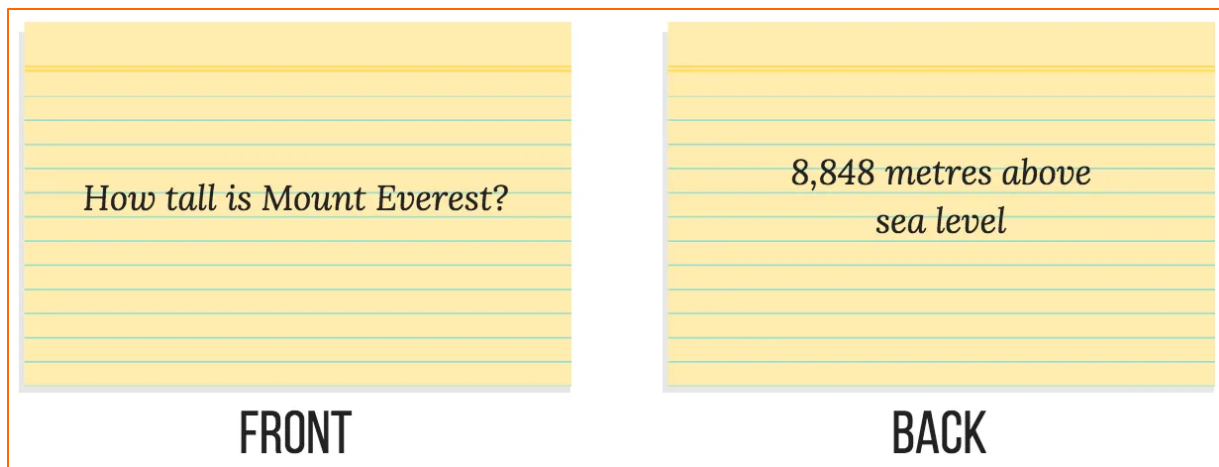 How tall is Mount Everest?
8,848 metres above
sea level
FRONT
BACK